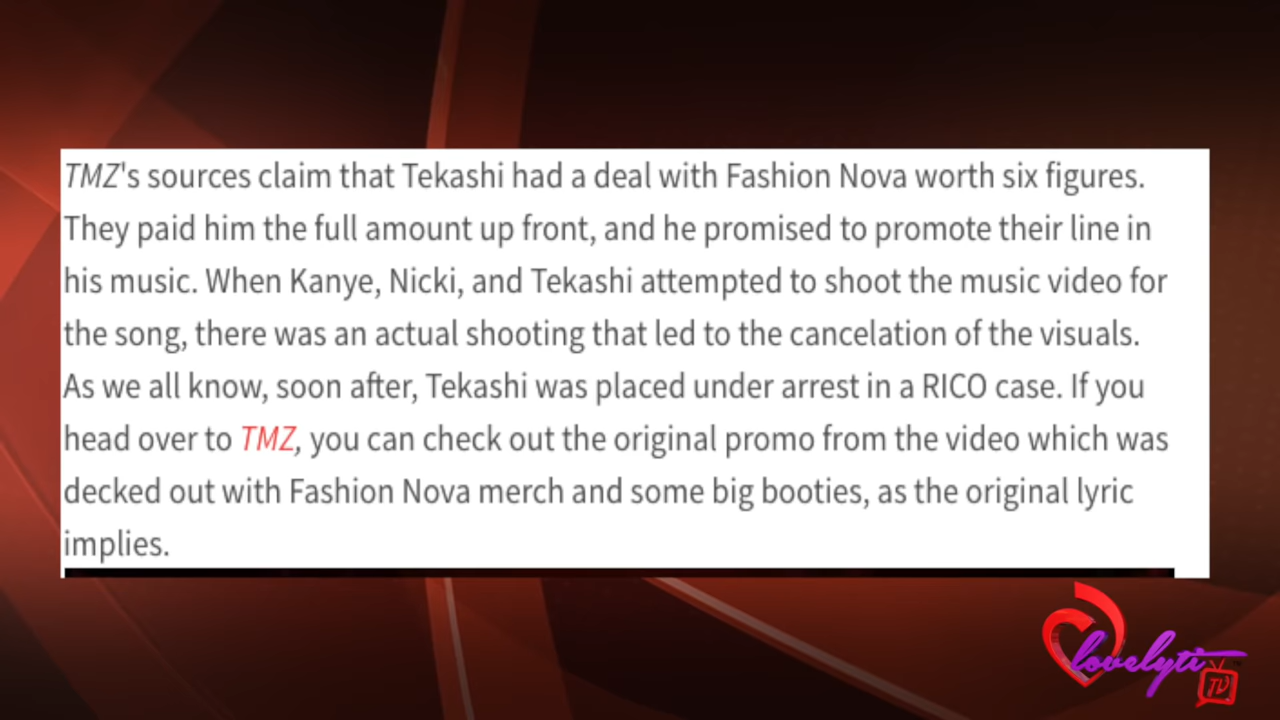 TMZ's sources claim that Tekashi had a deal with Fashion Nova worth six figures.
They paid him the full amount up front, and he promised to promote their line in
his music. When Kanye, Nicki, and Tekashi attempted to shoot the music video for
the song, there was an actual shooting that led to the cancelation of the visuals.
As we all know, soon after, Tekashi was placed under arrest in a RICO case. If you
head over to TMZ, you can check out the original promo from the video which was
decked out with Fashion Nova merch and some big booties, as the original lyric
implies.
lovelyti
TV